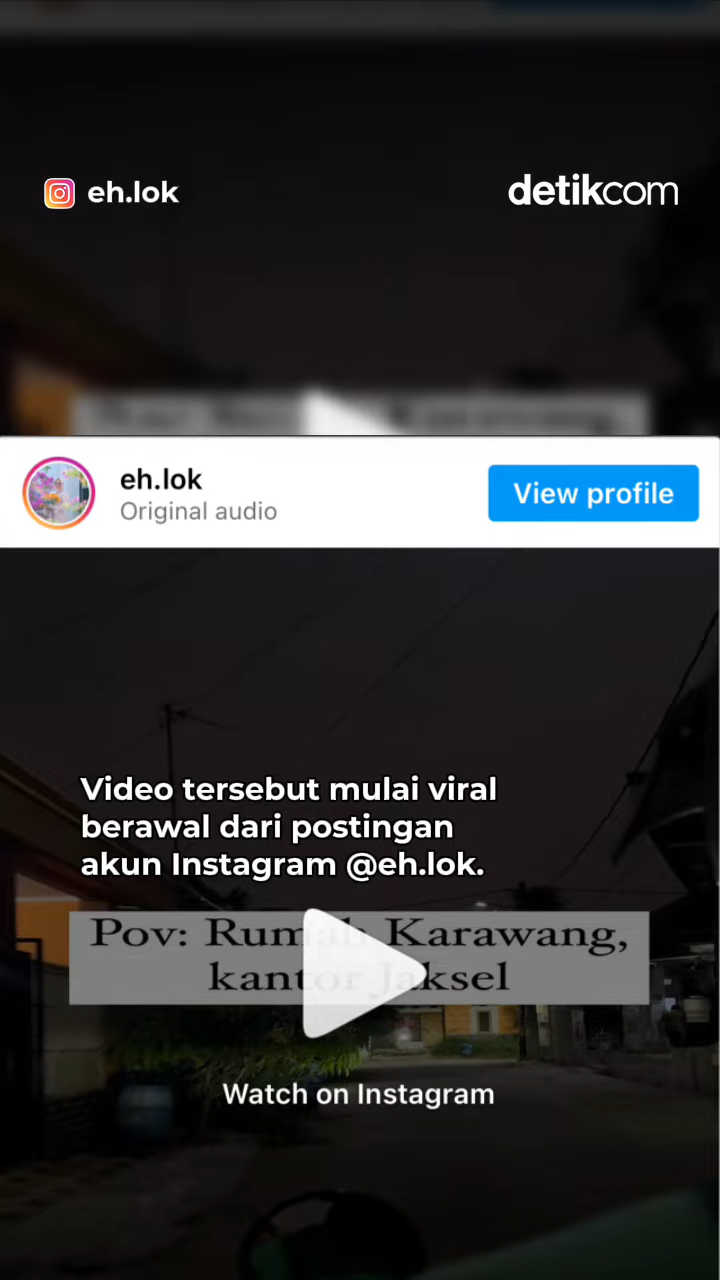 eh.lok
detikcom
eh.lok
Original audio
View profile
Video tersebut mulai viral
berawal dari postingan
akun Instagram @eh.lok.
Pov: Rumah Karawang,
kantor Jaksel
Watch on Instagram